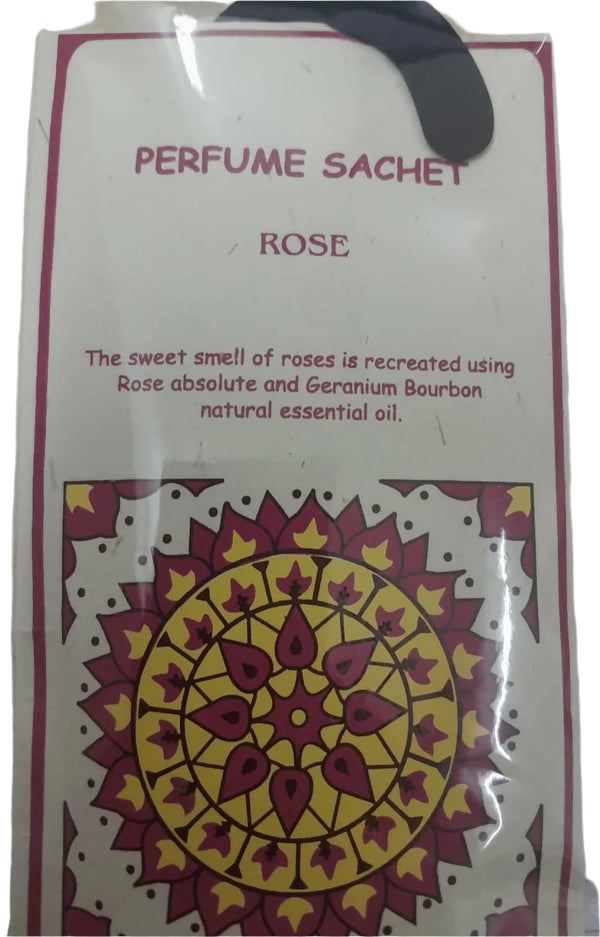 PERFUME SACHET
ROSE
The sweet smell of roses is recreated using
Rose absolute and Geranium Bourbon
natural essential oil.